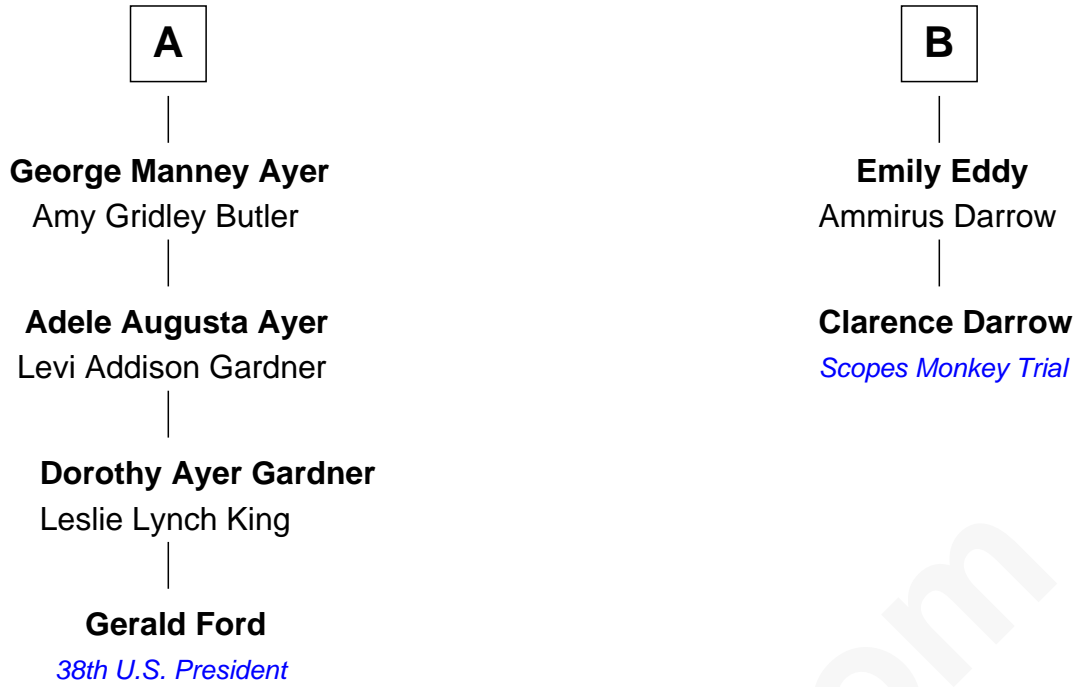 A
George Manney Ayer
Amy Gridley Butler
Adele Augusta Ayer
Levi Addison Gardner
Dorothy Ayer Gardner
Leslie Lynch King
Gerald Ford
38th U.S. President
B
Emily Eddy
Ammirus Darrow
Clarence Darrow
Scopes Monkey Trial
om